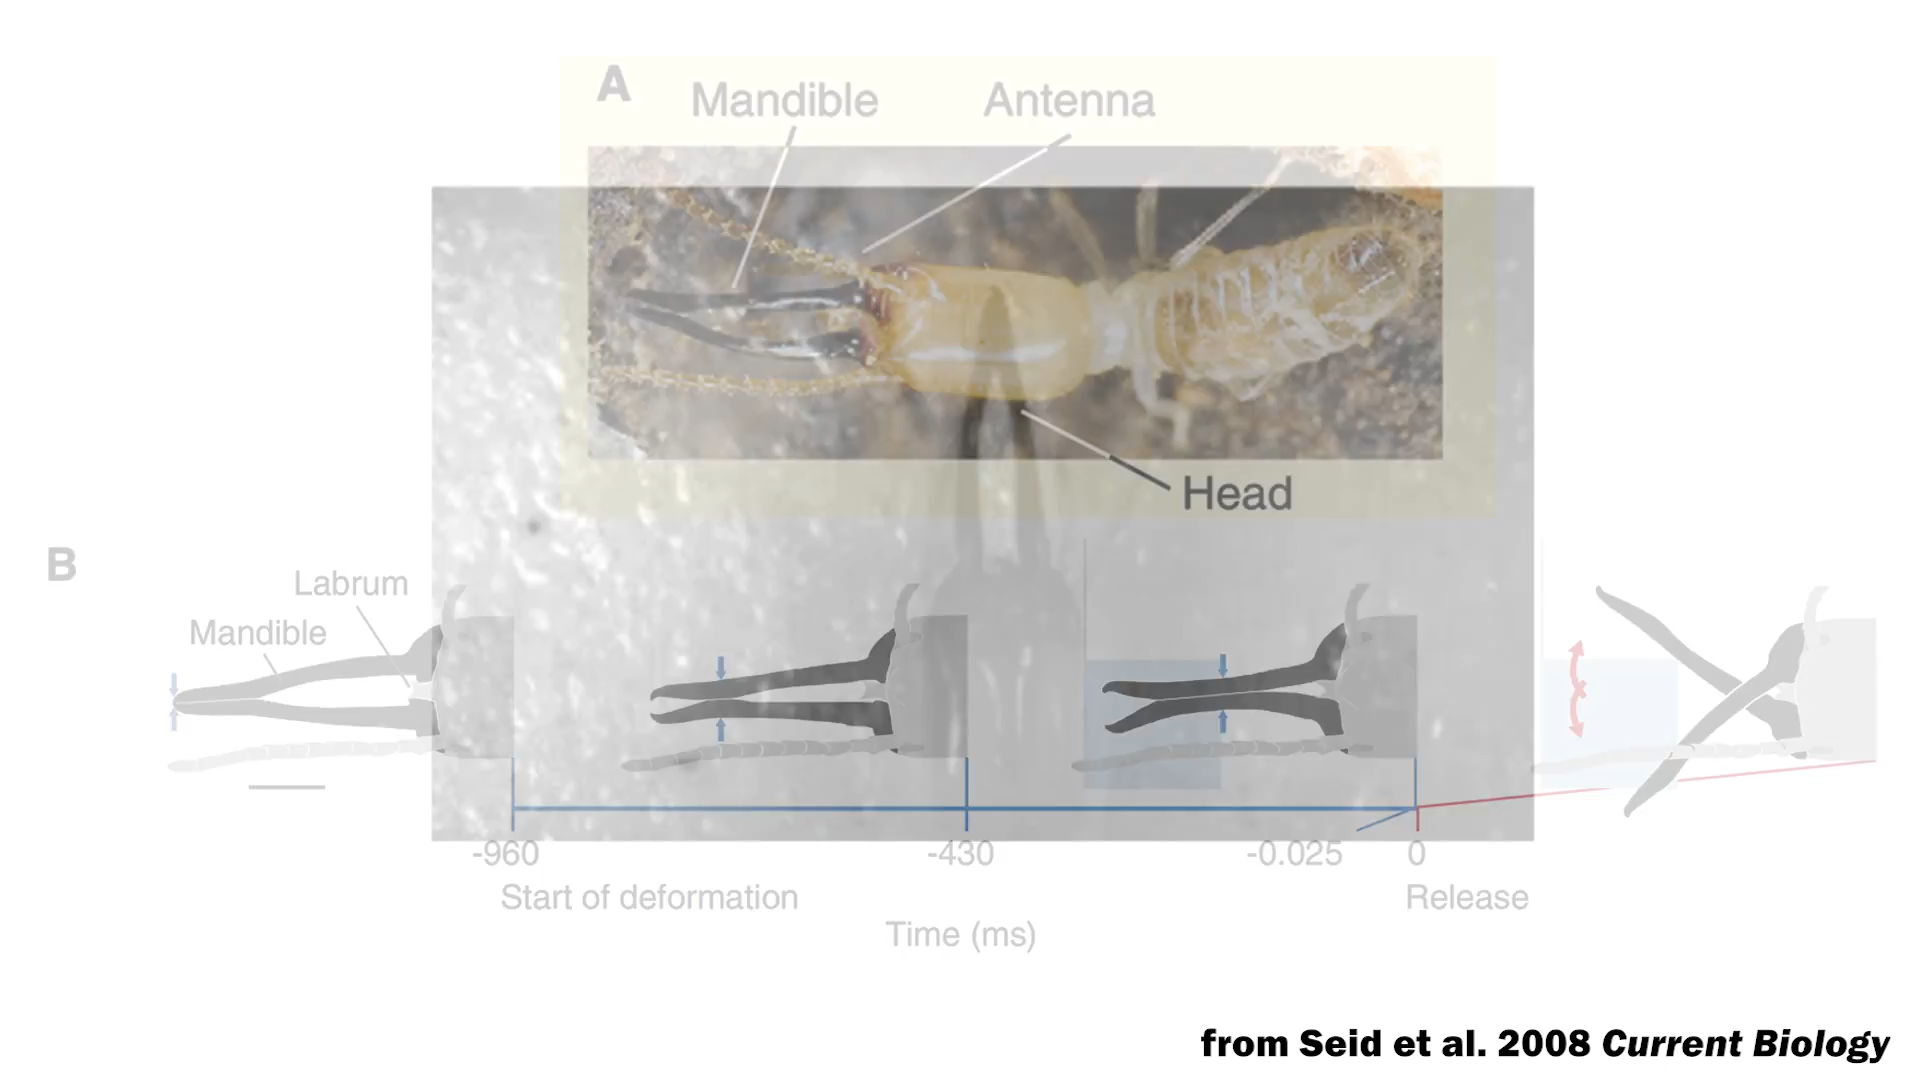 A
Mandible Antenna
Head
B
Labrum
Mandible
-960 -430 -0.025 0
Start of deformation Release
Time (ms)
from Seid et al. 2008 Current Biology